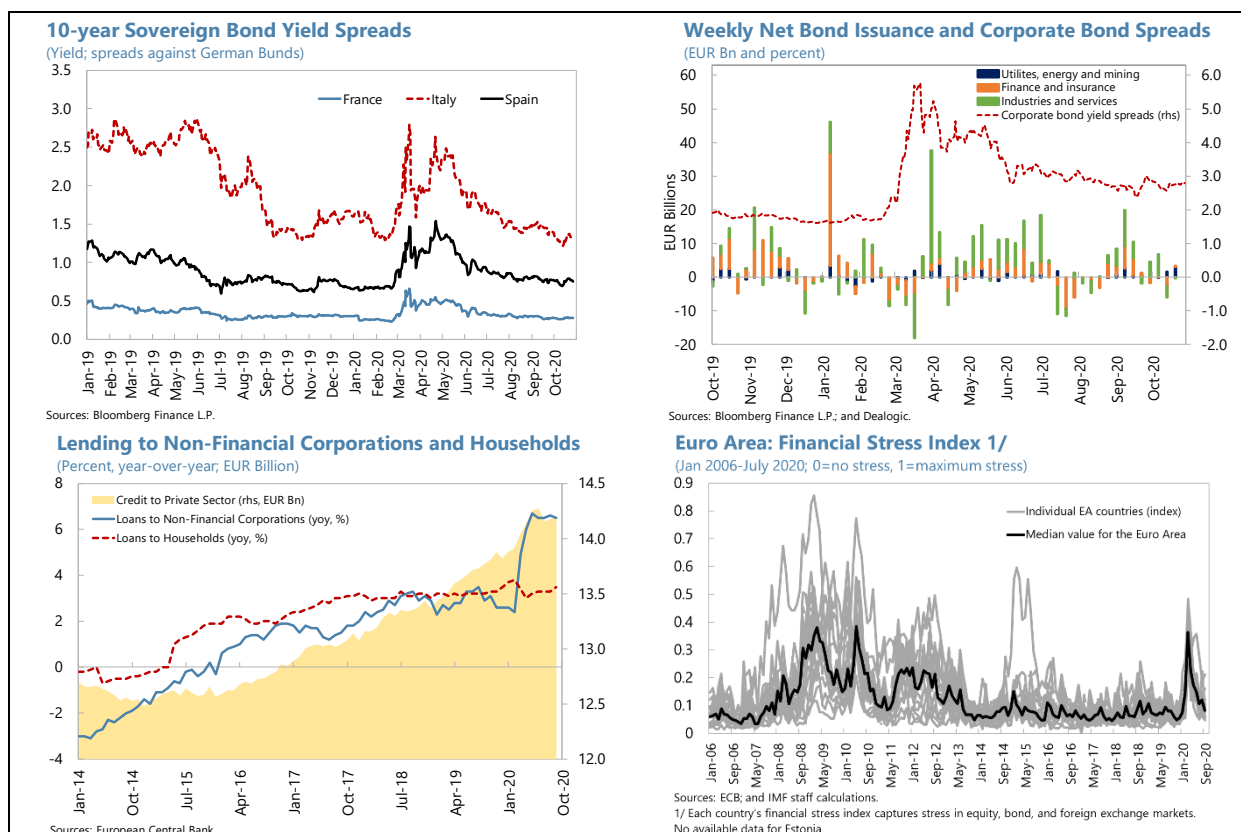 10-year Sovereign Bond Yield Spreads
(Yield; spreads against German Bunds)
3.5
3.0
2.5
2.0
1.5
1.0
0.5
0.0
France
Italy
Spain
Jan-19
Feb-19
Mar-19
Apr-19
May-19
Jun-19
Jul-19
Aug-19
Sep-19
Oct-19
Nov-19
Dec-19
Jan-20
Feb-20
Mar-20
Apr-20
May-20
Jun-20
Jul-20
Aug-20
Sep-20
Oct-20
Sources: Bloomberg Finance L.P.
Weekly Net Bond Issuance and Corporate Bond Spreads
(EUR Bn and percent)
EUR Billions
60
50
40
30
20
10
0
-10
-20
Utilites, energy and mining
Finance and insurance
Industries and services
Corporate bond yield spreads (rhs)
6.0
5.0
4.0
3.0
2.0
1.0
0.0
-1.0
-2.0
Oct-19
Nov-19
Dec-19
Jan-20
Feb-20
Mar-20
Apr-20
May-20
Jun-20
Jul-20
Aug-20
Sep-20
Oct-20
Sources: Bloomberg Finance L.P.; and Dealogic.
Lending to Non-Financial Corporations and Households
(Percent, year-over-year; EUR Billion)
8
6
4
2
0
-2
-4
Credit to Private Sector (rhs, EUR Bn)
Loans to Non-Financial Corporations (yoy, %)
Loans to Households (yoy, %)
14.5
14.0
13.5
13.0
12.5
12.0
Jan-14
Oct-14
Jul-15
Apr-16
Jan-17
Oct-17
Jul-18
Apr-19
Jan-20
Oct-20
Sources: European Central Bank
Euro Area: Financial Stress Index 1/
(Jan 2006-July 2020; 0=no stress, 1=maximum stress)
0.9
0.8
0.7
0.6
0.5
0.4
0.3
0.2
0.1
0
Individual EA countries (index)
Median value for the Euro Area
Jan-06
Sep-06
May-07
Jan-08
Sep-08
May-09
Jan-10
Sep-10
May-11
Jan-12
Sep-12
May-13
Jan-14
Sep-14
May-15
Jan-16
Sep-16
May-17
Jan-18
Sep-18
May-19
Jan-20
Sep-20
Sources: ECB; and IMF staff calculations.
1/ Each country's financial stress index captures stress in equity, bond, and foreign exchange markets.
No available data for Estonia